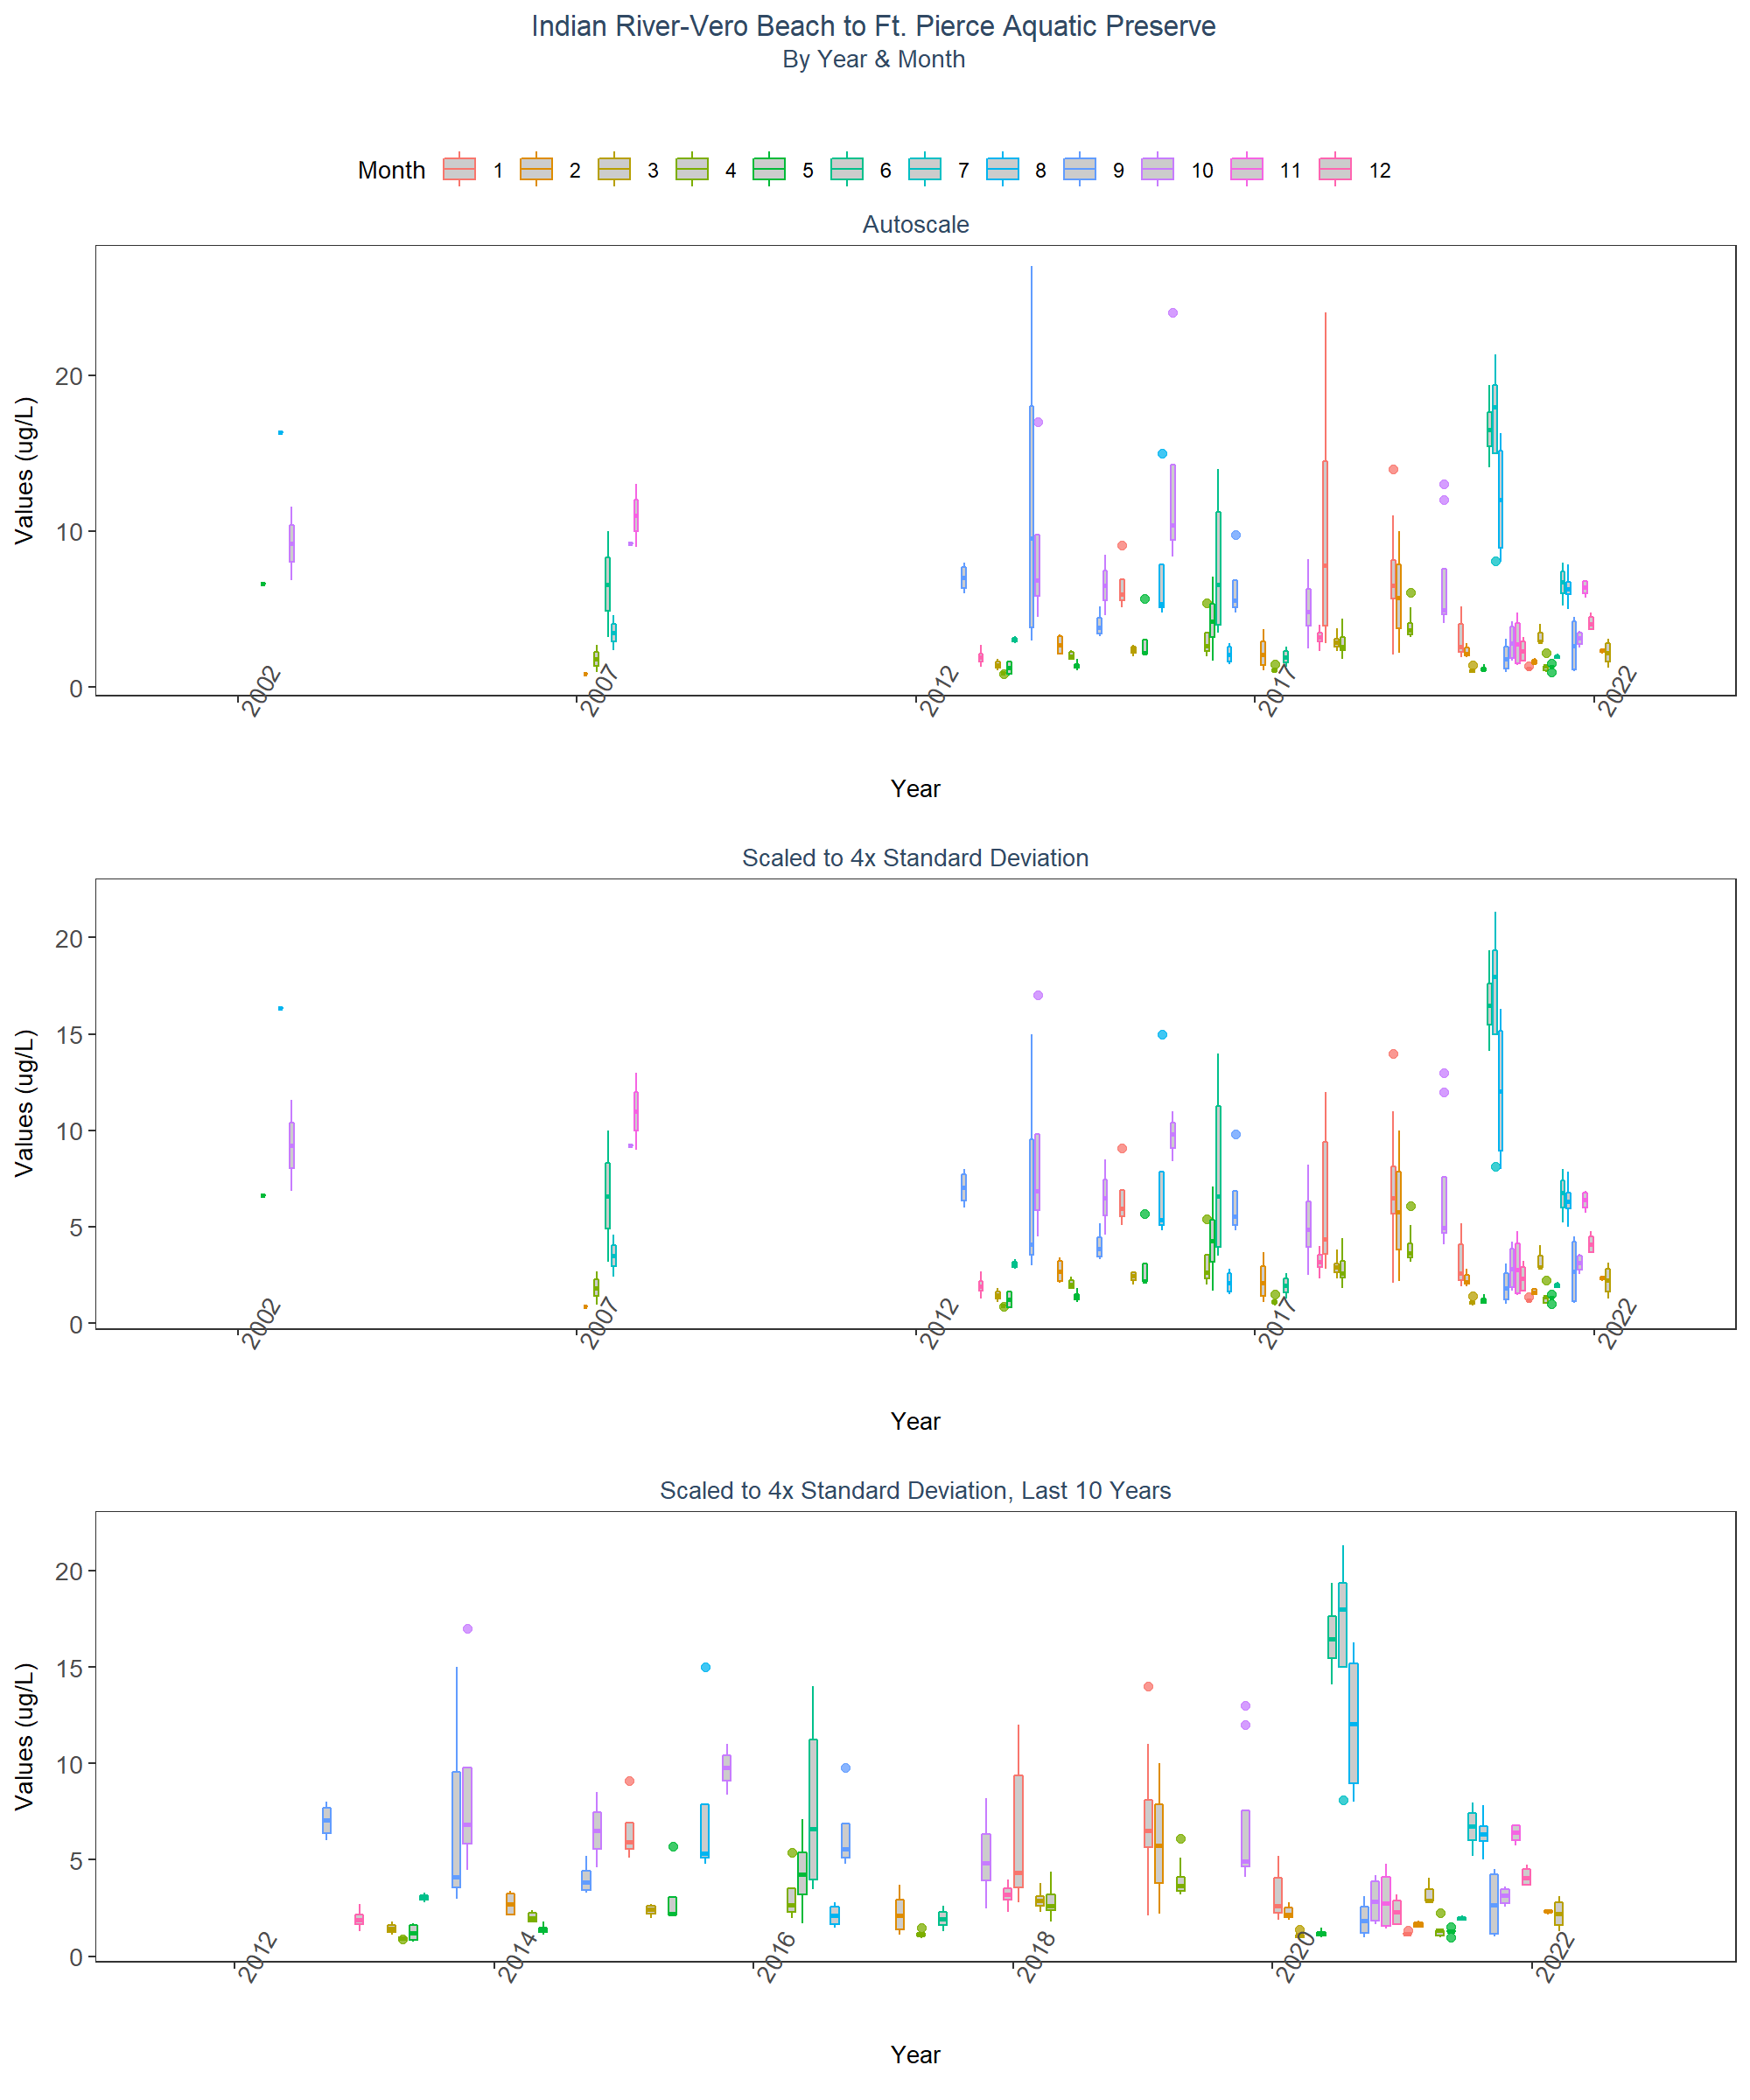 Indian River-Vero Beach to Ft. Pierce Aquatic Preserve
By Year & Month
Month 1 2 3 4 5 6 7 8 9 10 11 12
Autoscale
Values (ug/L)
20
10
0
2002 2007 2012 2017 2022
Year
Scaled to 4x Standard Deviation
Values (ug/L)
20
15
10
5
0
2002 2007 2012 2017 2022
Year
Scaled to 4x Standard Deviation, Last 10 Years
Values (ug/L)
20
15
10
5
0
2012 2014 2016 2018 2020 2022
Year